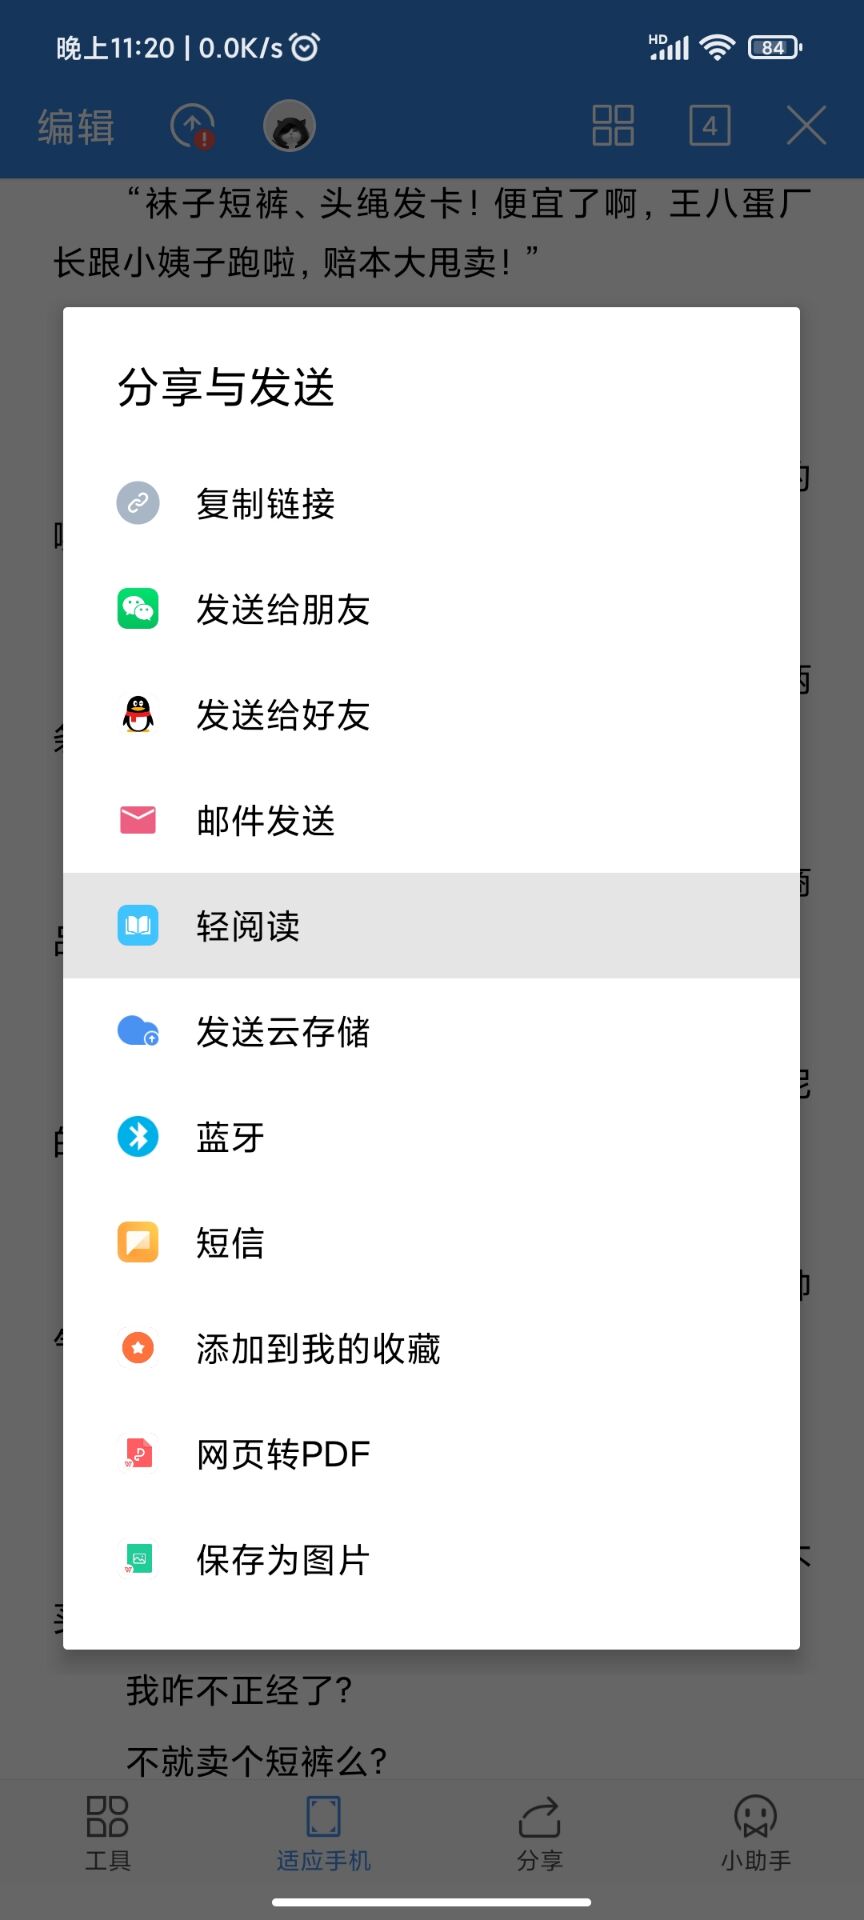 晚上11:20 | 0.0K/s
HD
84
编辑
4
“袜子短裤、头绳发卡！便宜了啊，王八蛋厂
长跟小姨子跑啦，赔本大甩卖！”
分享与发送
复制链接
发送给朋友
发送给好友
邮件发送
轻阅读
发送云存储
蓝牙
短信
添加到我的收藏
网页转PDF
保存为图片
我咋不正经了？
不就卖个短裤么？
工具
适应手机
分享
小助手